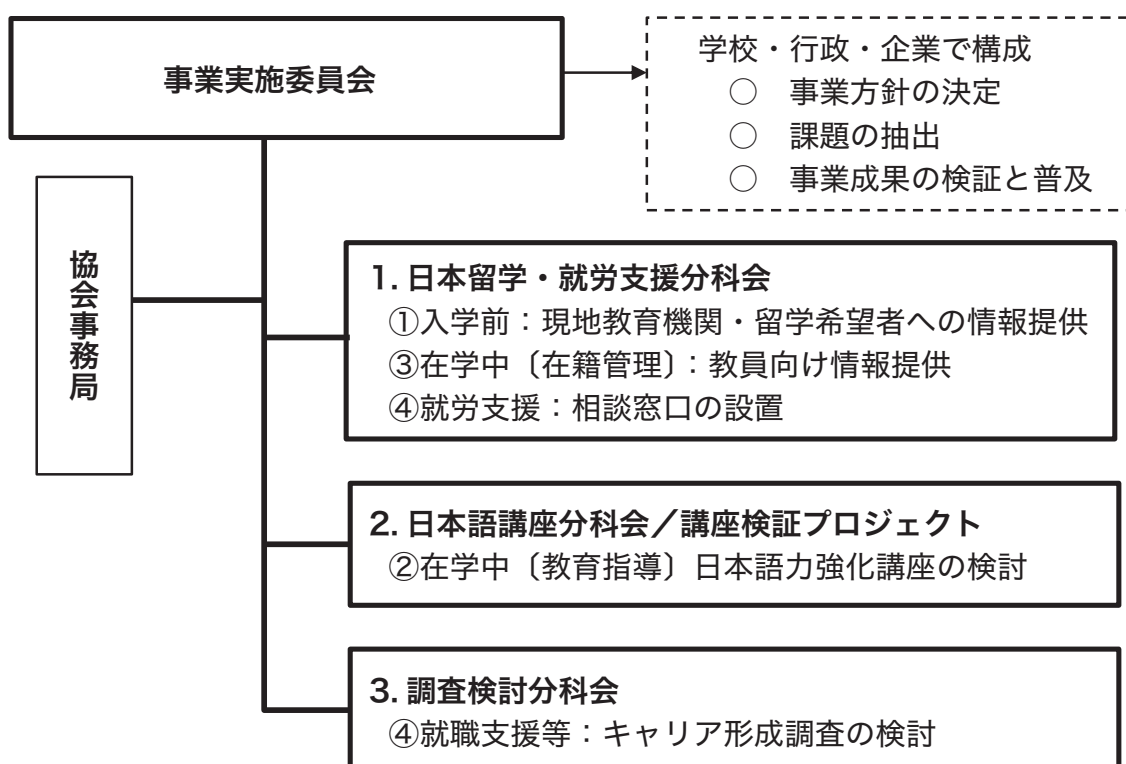 事業実施委員会
学校・行政・企業で構成
○　事業方針の決定
○　課題の抽出
○　事業成果の検証と普及
協会事務局
1. 日本留学・就労支援分科会
①入学前：現地教育機関・留学希望者への情報提供
③在学中〔在籍管理〕：教員向け情報提供
④就労支援：相談窓口の設置
2. 日本語講座分科会／講座検証プロジェクト
②在学中〔教育指導〕日本語力強化講座の検討
3. 調査検討分科会
④就職支援等：キャリア形成調査の検討